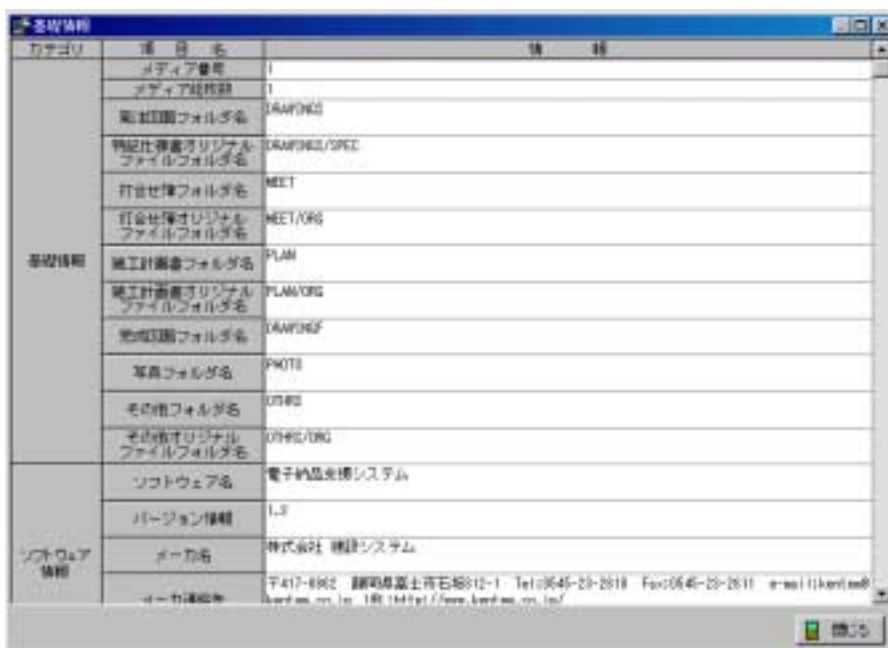 基礎情報
カテゴリ 項目名 情報
メディア番号 1
メディア総枚数 1
発注図面フォルダ名 DRAWINGS
特記仕様書オリジナル DRAWINGS/SPEC
ファイルフォルダ名
打合せ簿フォルダ名 MEET
打合せ簿オリジナル MEET/ORG
ファイルフォルダ名
基礎情報
施工計画書フォルダ名 PLAN
施工計画書オリジナル PLAN/ORG
ファイルフォルダ名
完成図面フォルダ名 DRAWINGF
写真フォルダ名 PHOTO
その他フォルダ名 OTHRS
その他オリジナル OTHRS/ORG
ファイルフォルダ名
ソフトウェア名 電子納品支援システム
バージョン情報
ソフトウェア
情報
メーカ名 株式会社 建設システム
メーカ連絡先 静岡県富士市石坂312-1
閉じる